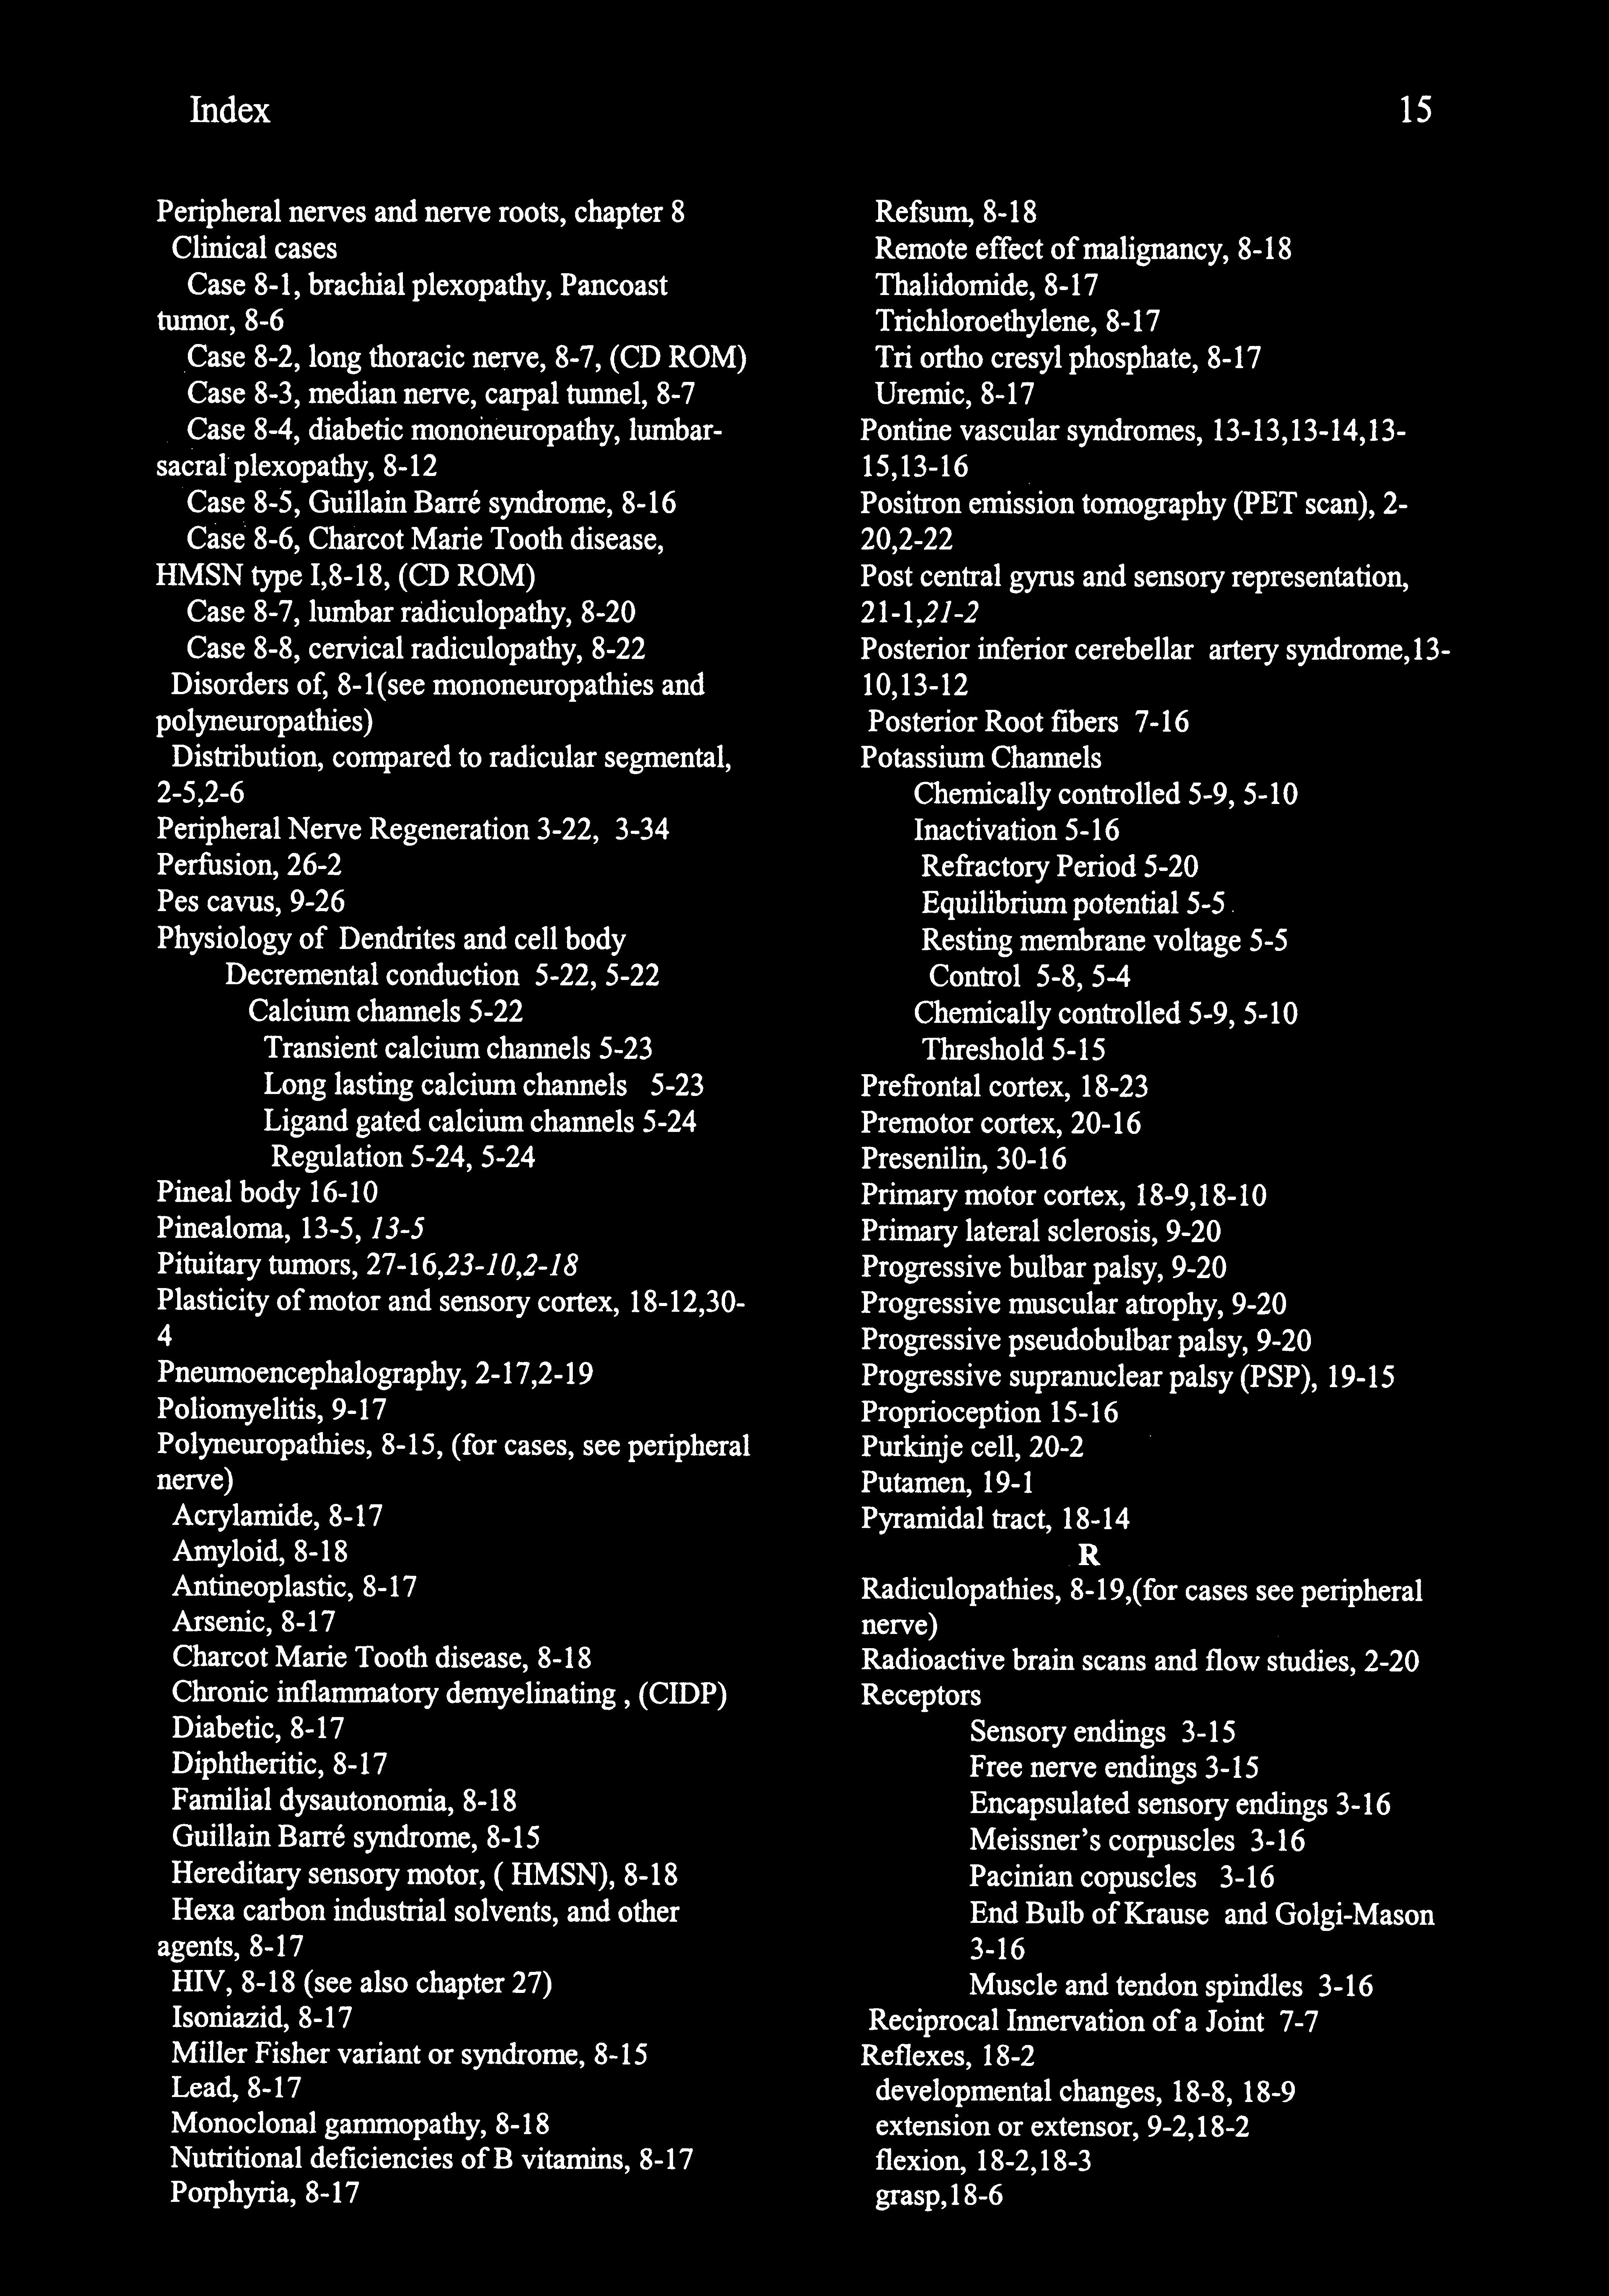 Index 15
Peripheral nerves and nerve roots, chapter 8
Clinical cases
Case 8-1, brachial plexopathy, Pancoast
tumor, 8-6
Case 8-2, long thoracic nerve, 8-7, (CD ROM)
Case 8-3, median nerve, carpal tunnel, 8-7
Case 8-4, diabetic mononeuropathy, lumbar-
sacral plexopathy, 8-12
Case 8-5, Guillain Barré syndrome, 8-16
Case 8-6, Charcot Marie Tooth disease,
HMSN type I,8-18, (CD ROM)
Case 8-7, lumbar radiculopathy, 8-20
Case 8-8, cervical radiculopathy, 8-22
Disorders of, 8-1(see mononeuropathies and
polyneuropathies)
Distribution, compared to radicular segmental,
2-5,2-6
Peripheral Nerve Regeneration 3-22, 3-34
Perfusion, 26-2
Pes cavus, 9-26
Physiology of Dendrites and cell body
Decremental conduction 5-22, 5-22
Calcium channels 5-22
Transient calcium channels 5-23
Long lasting calcium channels 5-23
Ligand gated calcium channels 5-24
Regulation 5-24, 5-24
Pineal body 16-10
Pinealoma, 13-5, 13-5
Pituitary tumors, 27-16,23-10,2-18
Plasticity of motor and sensory cortex, 18-12,30-
4
Pneumoencephalography, 2-17,2-19
Poliomyelitis, 9-17
Polyneuropathies, 8-15, (for cases, see peripheral
nerve)
Acrylamide, 8-17
Amyloid, 8-18
Antineoplastic, 8-17
Arsenic, 8-17
Charcot Marie Tooth disease, 8-18
Chronic inflammatory demyelinating , (CIDP)
Diabetic, 8-17
Diphtheritic, 8-17
Familial dysautonomia, 8-18
Guillain Barré syndrome, 8-15
Hereditary sensory motor, ( HMSN), 8-18
Hexa carbon industrial solvents, and other
agents, 8-17
HIV, 8-18 (see also chapter 27)
Isoniazid, 8-17
Miller Fisher variant or syndrome, 8-15
Lead, 8-17
Monoclonal gammopathy, 8-18
Nutritional deficiencies of B vitamins, 8-17
Porphyria, 8-17
Refsum, 8-18
Remote effect of malignancy, 8-18
Thalidomide, 8-17
Trichloroethylene, 8-17
Tri ortho cresyl phosphate, 8-17
Uremic, 8-17
Pontine vascular syndromes, 13-13,13-14,13-
15,13-16
Positron emission tomography (PET scan), 2-
20,2-22
Post central gyrus and sensory representation,
21-1,21-2
Posterior inferior cerebellar artery syndrome,13-
10,13-12
Posterior Root fibers 7-16
Potassium Channels
Chemically controlled 5-9, 5-10
Inactivation 5-16
Refractory Period 5-20
Equilibrium potential 5-5
Resting membrane voltage 5-5
Control 5-8, 5-4
Chemically controlled 5-9, 5-10
Threshold 5-15
Prefrontal cortex, 18-23
Premotor cortex, 20-16
Presenilin, 30-16
Primary motor cortex, 18-9,18-10
Primary lateral sclerosis, 9-20
Progressive bulbar palsy, 9-20
Progressive muscular atrophy, 9-20
Progressive pseudobulbar palsy, 9-20
Progressive supranuclear palsy (PSP), 19-15
Proprioception 15-16
Purkinje cell, 20-2
Putamen, 19-1
Pyramidal tract, 18-14
R
Radiculopathies, 8-19,(for cases see peripheral
nerve)
Radioactive brain scans and flow studies, 2-20
Receptors
Sensory endings 3-15
Free nerve endings 3-15
Encapsulated sensory endings 3-16
Meissner's corpuscles 3-16
Pacinian copuscles 3-16
End Bulb of Krause and Golgi-Mason
3-16
Muscle and tendon spindles 3-16
Reciprocal Innervation of a Joint 7-7
Reflexes, 18-2
developmental changes, 18-8, 18-9
extension or extensor, 9-2,18-2
flexion, 18-2,18-3
grasp,18-6